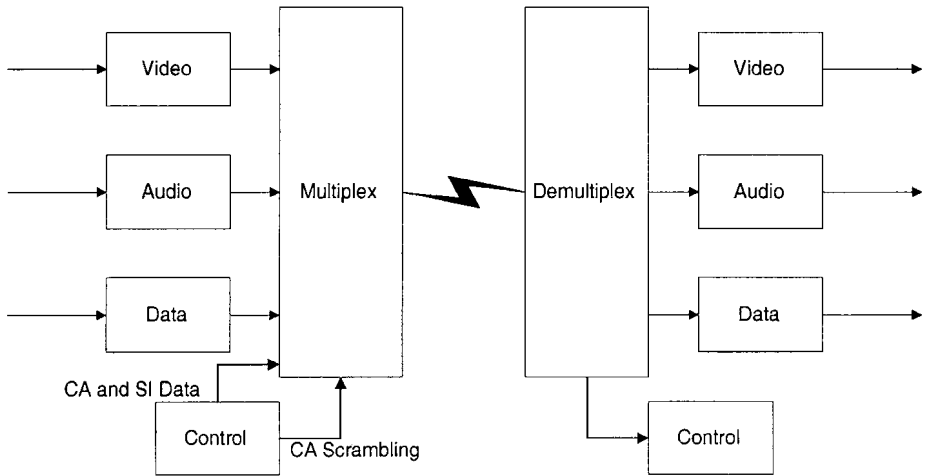 Video
Video
Audio
Multiplex
Demultiplex
Audio
Data
Data
CA and SI Data
Control
CA Scrambling
Control